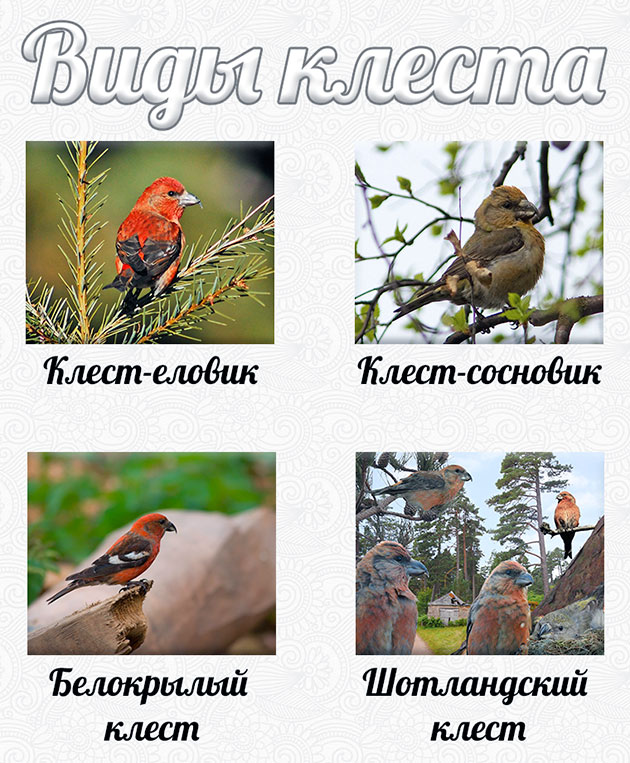 Виды клеста
Клест-еловик
Клест-сосновик
Белокрылый
клест
Шотландский
клест